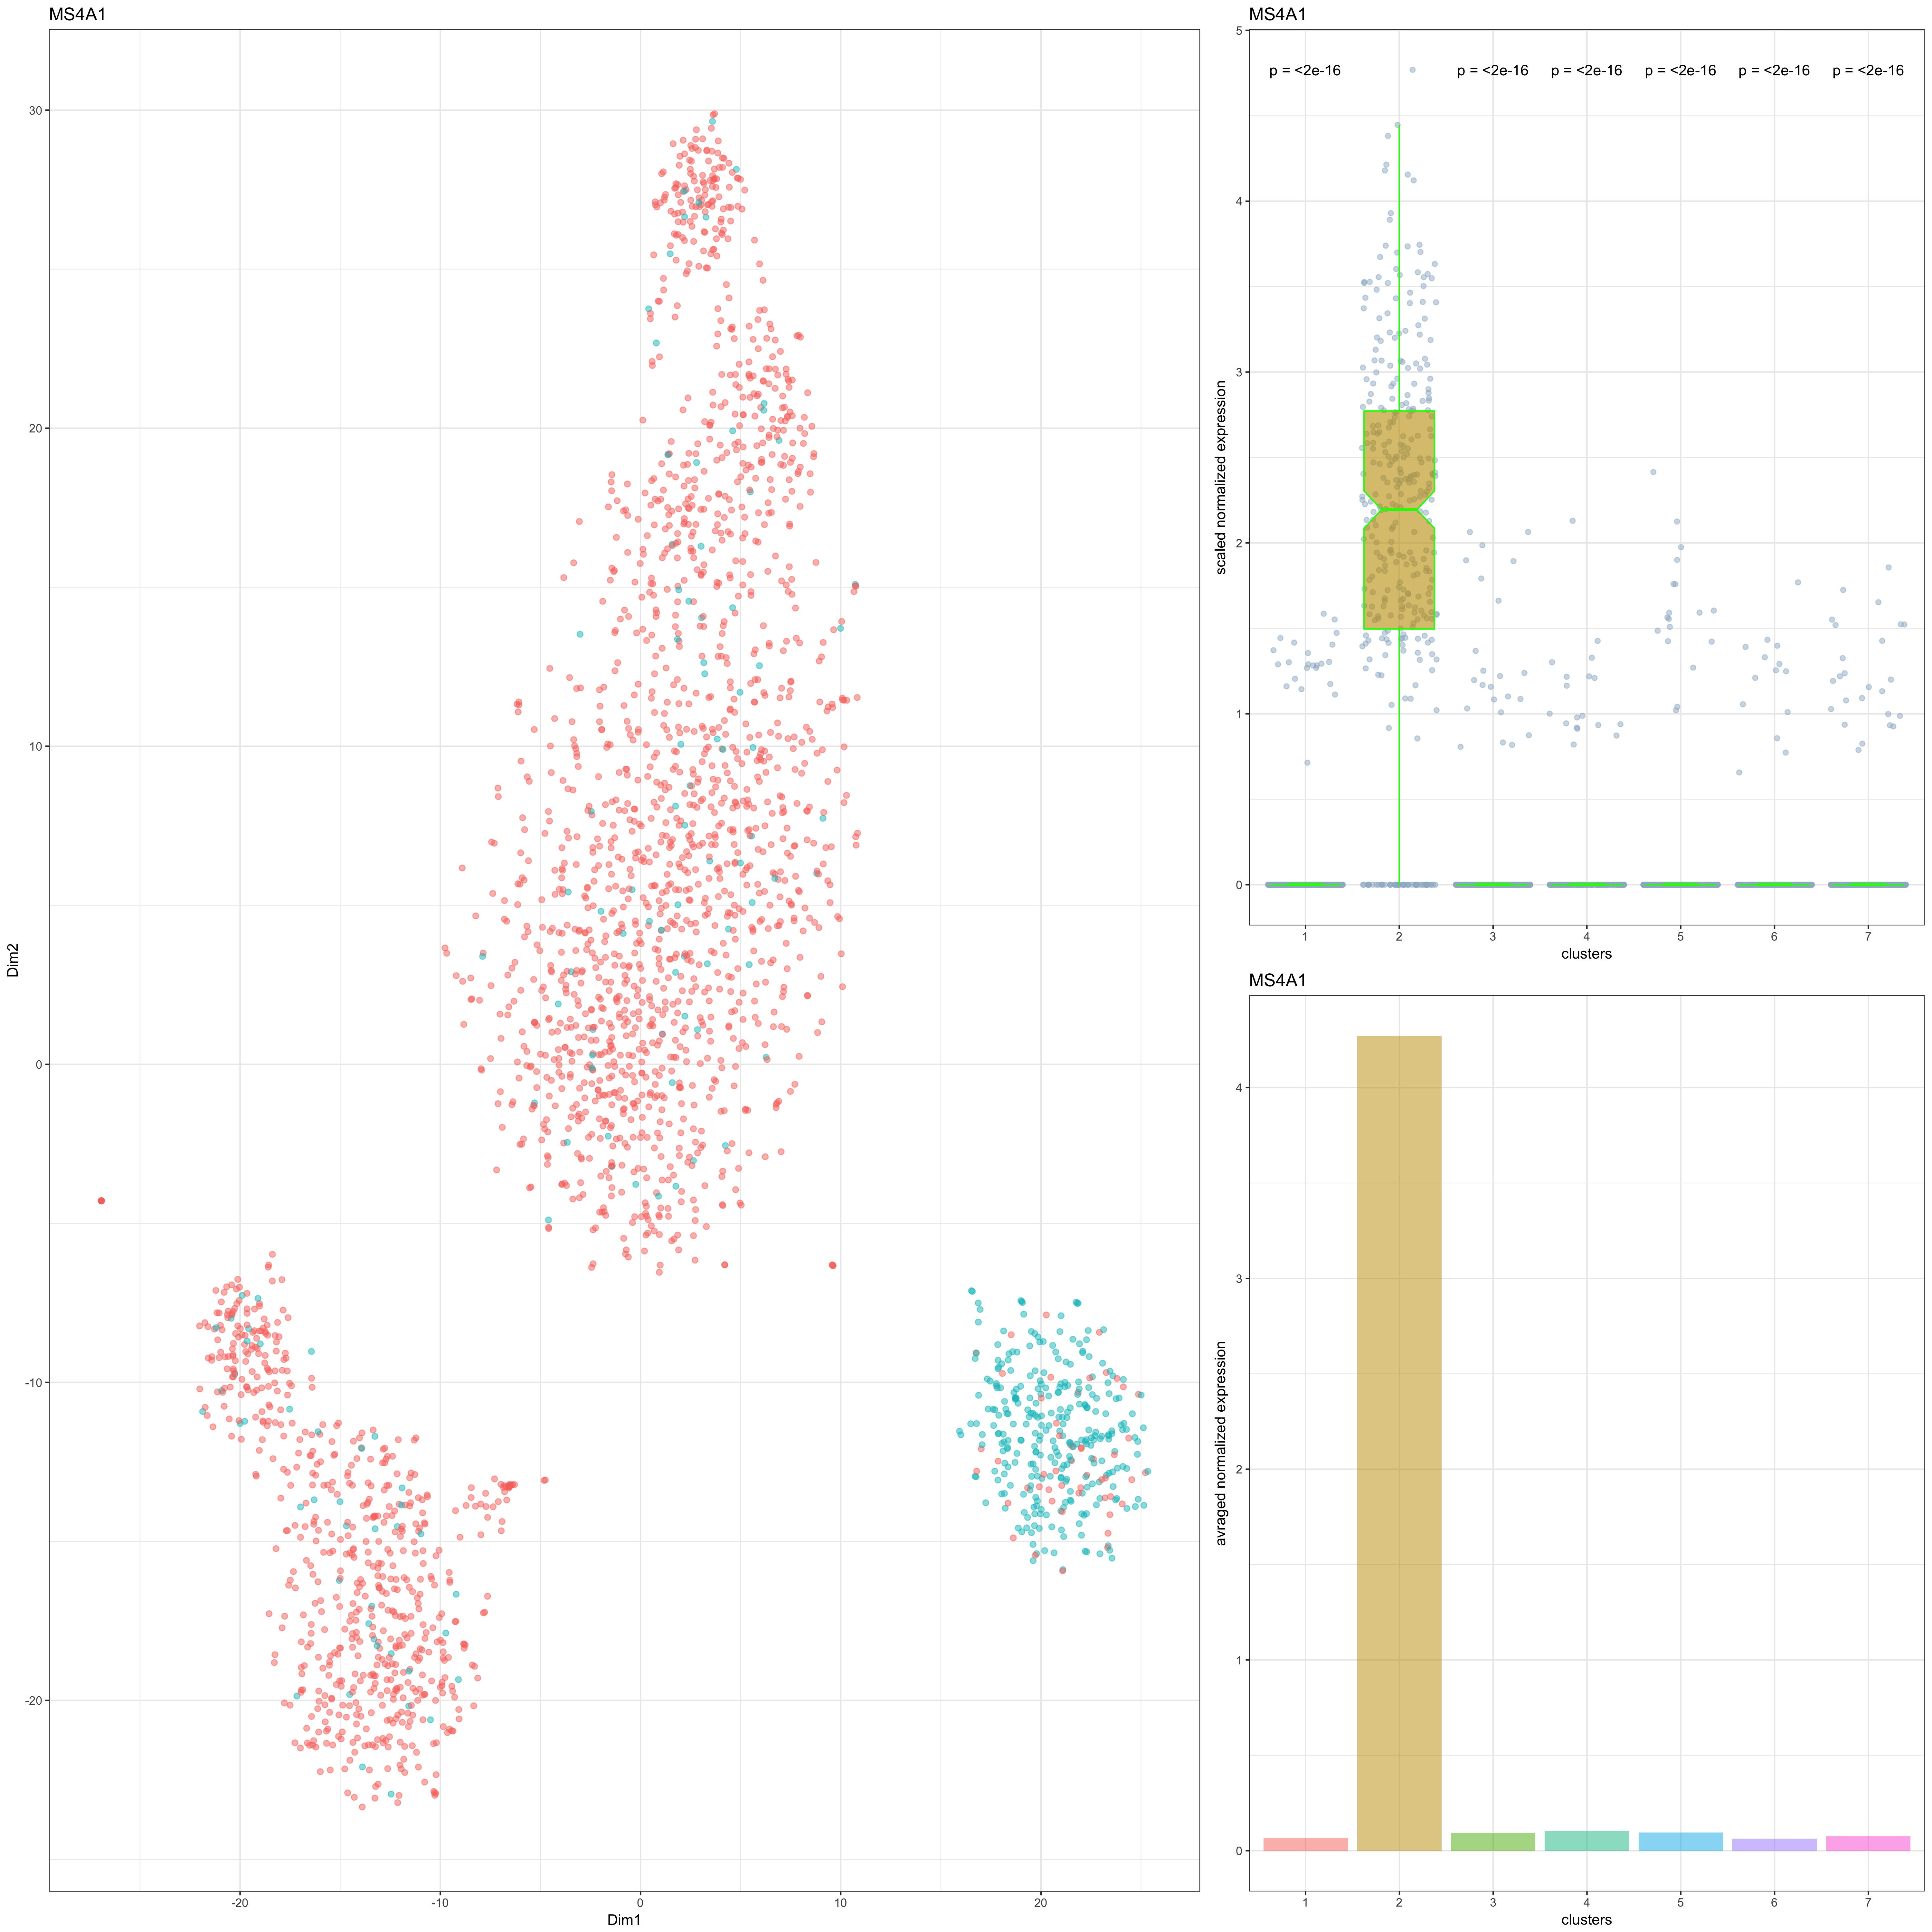 MS4A1
30
20
10
0
-10
-20
Dim2
-20 -10 0 10 20
Dim1
MS4A1
p = <2e-16 p = <2e-16 p = <2e-16 p = <2e-16 p = <2e-16 p = <2e-16
5
4
3
2
1
0
scaled normalized expression
1 2 3 4 5 6 7
clusters
MS4A1
4
3
2
1
0
avraged normalized expression
1 2 3 4 5 6 7
clusters